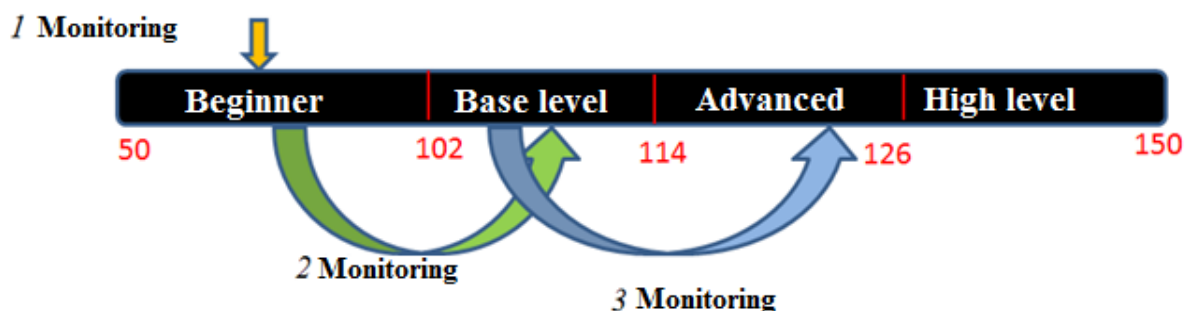 1 Monitoring
Beginner Base level Advanced High level
50 102 114 126 150
2 Monitoring
3 Monitoring